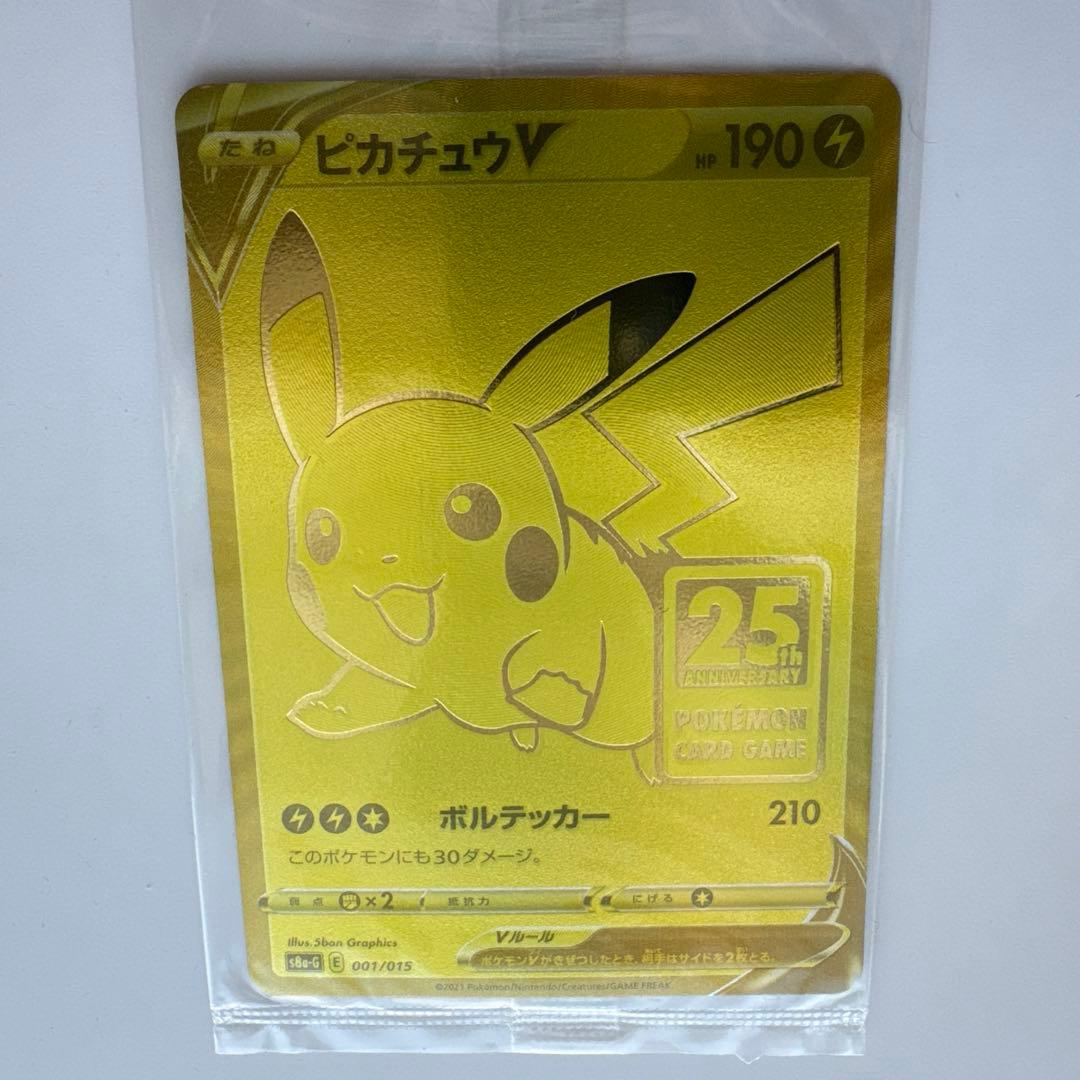 たね ピカチュウV HP 190
25th
ANNIVERSARY
POKÉMON
CARD GAME
ボルテッカー 210
このポケモンにも30ダメージ。
弱点 ×2 抵抗力 にげる
Vルール
ポケモンVがきぜつしたとき、相手はサイドを2枚とる。
Illus. 5ban Graphics
s8a-G E 001/015
©2021 Pokémon/Nintendo/Creatures/GAME FREAK